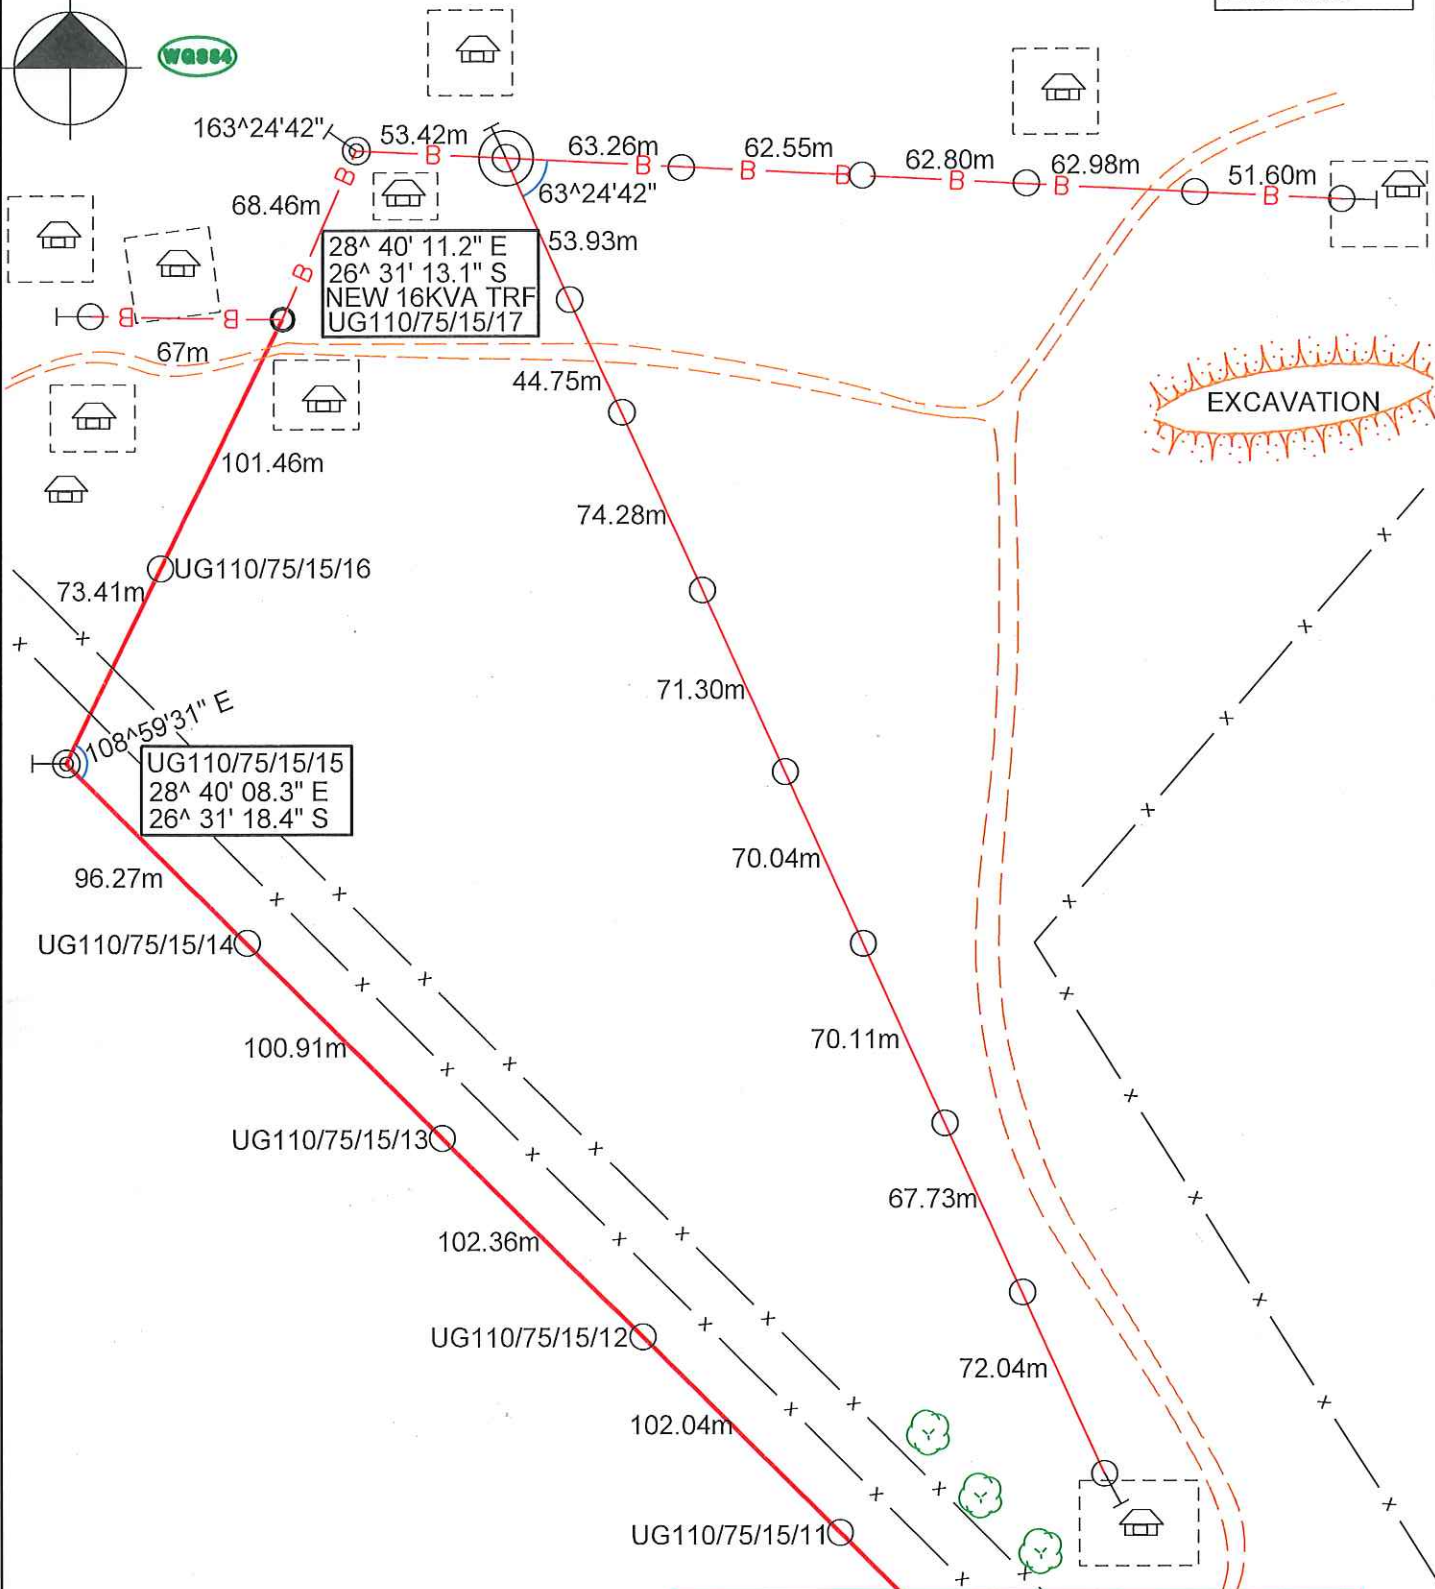 WQ884
163^24'42"
53.42m
63.26m
62.55m
62.80m
62.98m
51.60m
B
B
B
B
B
B
B
63^24'42"
68.46m
B
53.93m
28^ 40' 11.2" E
26^ 31' 13.1" S
NEW 16KVA TRF
UG110/75/15/17
B
B
67m
44.75m
EXCAVATION
101.46m
74.28m
UG110/75/15/16
73.41m
71.30m
108^59'31" E
UG110/75/15/15
28^ 40' 08.3" E
26^ 31' 18.4" S
70.04m
96.27m
UG110/75/15/14
100.91m
70.11m
UG110/75/15/13
67.73m
102.36m
UG110/75/15/12
72.04m
102.04m
UG110/75/15/11